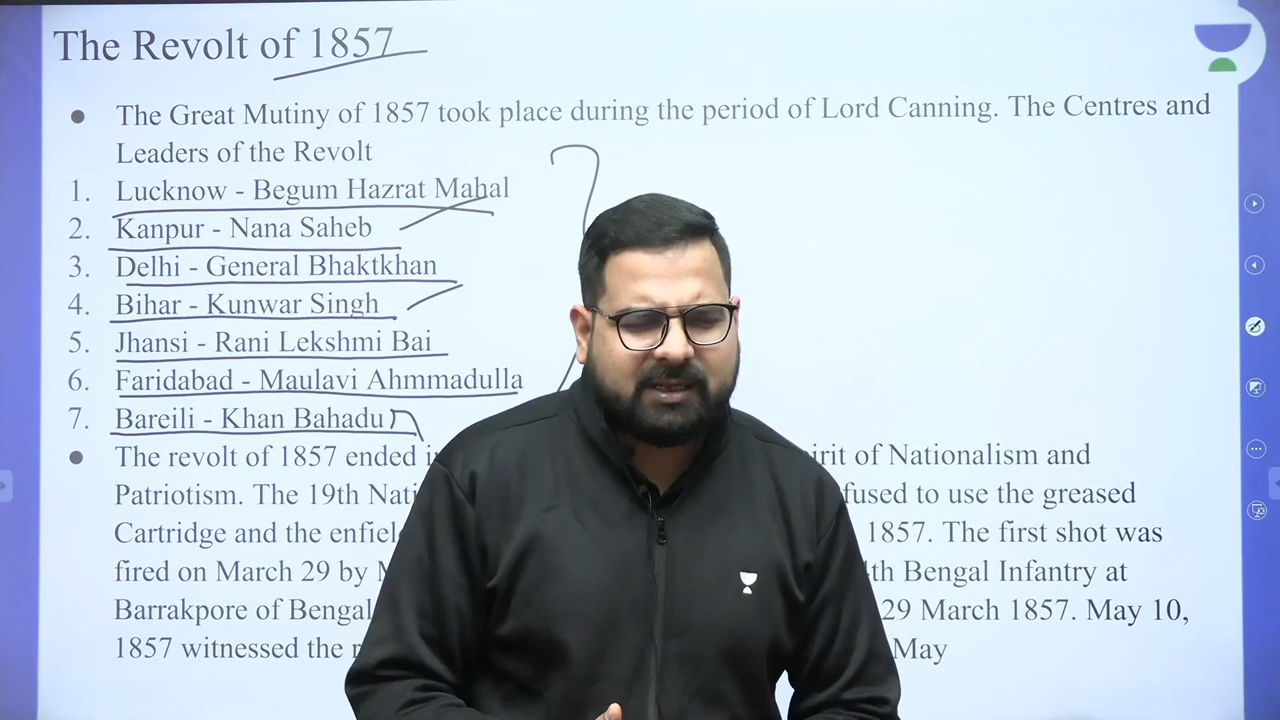 The Revolt of 1857
● The Great Mutiny of 1857 took place during the period of Lord Canning. The Centres and
Leaders of the Revolt
1. Lucknow - Begum Hazrat Mahal
2. Kanpur - Nana Saheb
3. Delhi - General Bhaktkhan
4. Bihar - Kunwar Singh
5. Jhansi - Rani Lekshmi Bai
6. Faridabad - Maulavi Ahmmadulla
7. Bareili - Khan Bahadu
● The revolt of 1857 ended of Nationalism and
Patriotism. The 19th to use the greased
Cartridge and the 1857. The first shot was
fired on March 29 by Bengal Infantry at
Barrakpore of Bengal 29 March 1857. May 10,
1857 witnessed the May